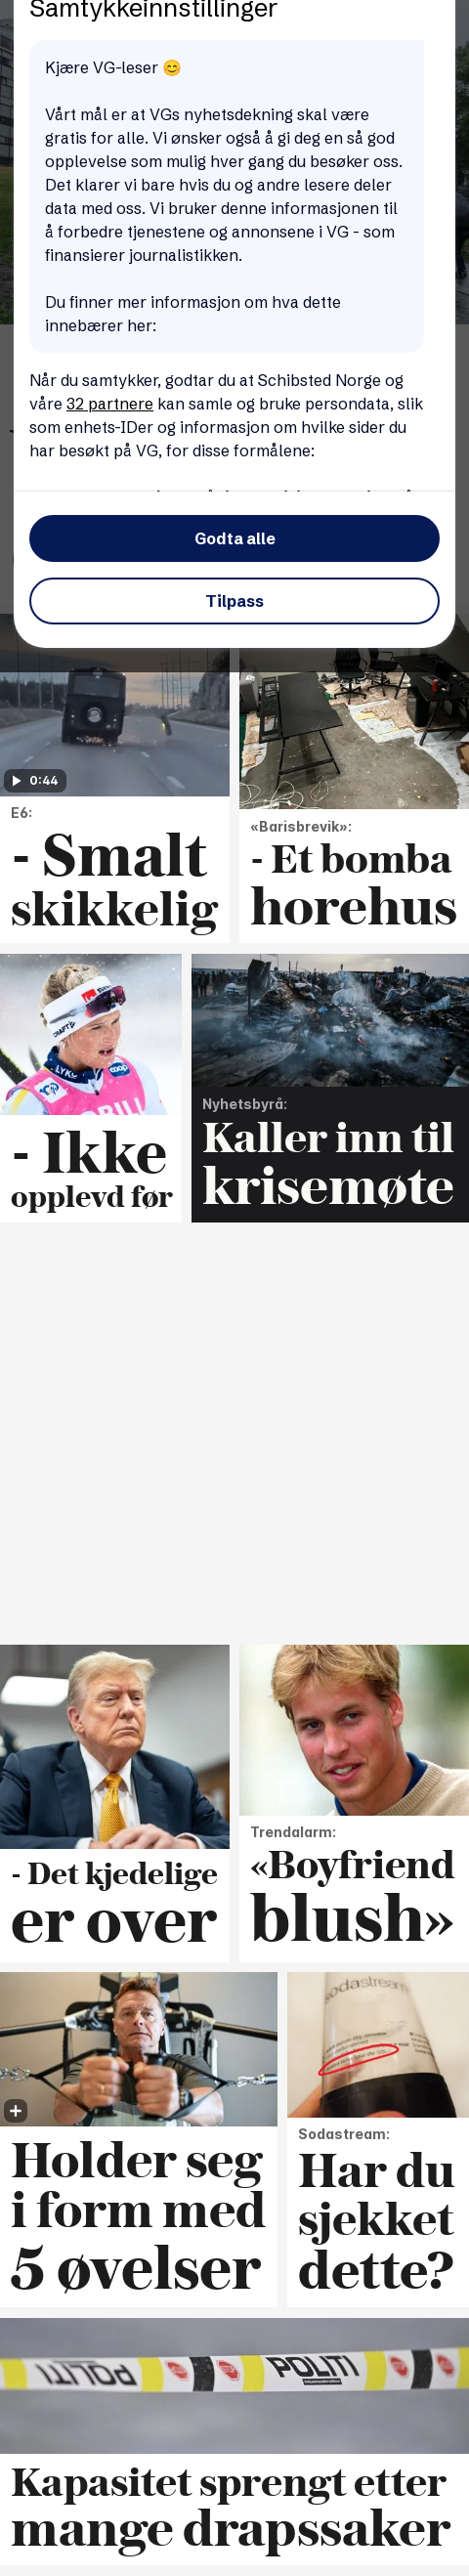 Samtykkeinnstillinger
Kjære VG-leser 😊
Vårt mål er at VGs nyhetsdekning skal være
gratis for alle. Vi ønsker også å gi deg en så god
opplevelse som mulig hver gang du besøker oss.
Det klarer vi bare hvis du og andre lesere deler
data med oss. Vi bruker denne informasjonen til
å forbedre tjenestene og annonsene i VG - som
finansierer journalistikken.
Du finner mer informasjon om hva dette
innebærer her:
Når du samtykker, godtar du at Schibsted Norge og
våre 32 partnere kan samle og bruke persondata, slik
som enhets-IDer og informasjon om hvilke sider du
har besøkt på VG, for disse formålene:
Godta alle
Tilpass
0:44
E6:
- Smalt
skikkelig
«Barisbrevik»:
- Et bomba
horehus
CRAFT
LYKO
coop
- Ikke
opplevd før
Nyhetsbyrå:
Kaller inn til
krisemøte
- Det kjedelige
er over
Trendalarm:
«Boyfriend
blush»
Holder seg
i form med
5 øvelser
sodastream
Sodastream:
Har du
sjekket
dette?
POLITI
POLITI
Kapasitet sprengt etter
mange drapssaker